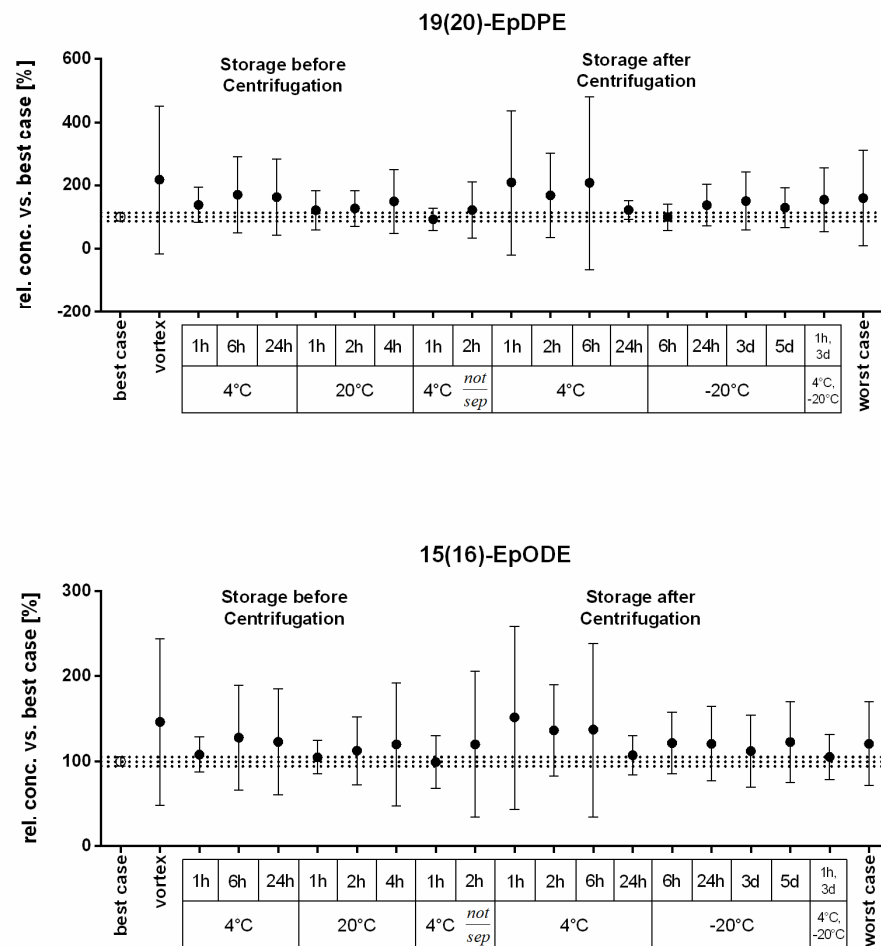 19(20)-EpDPE
rel. conc. vs. best case [%]
600
400
200
0
-200
Storage before
Centrifugation
Storage after
Centrifugation
best case
vortex
1h 6h 24h 1h 2h 4h 1h 2h 1h 2h 6h 24h 6h 24h 3d 5d 1h, 3d
4°C 20°C 4°C not sep 4°C -20°C 4°C, -20°C
worst case
15(16)-EpODE
rel. conc. vs. best case [%]
300
200
100
0
Storage before
Centrifugation
Storage after
Centrifugation
best case
vortex
1h 6h 24h 1h 2h 4h 1h 2h 1h 2h 6h 24h 6h 24h 3d 5d 1h, 3d
4°C 20°C 4°C not sep 4°C -20°C 4°C, -20°C
worst case